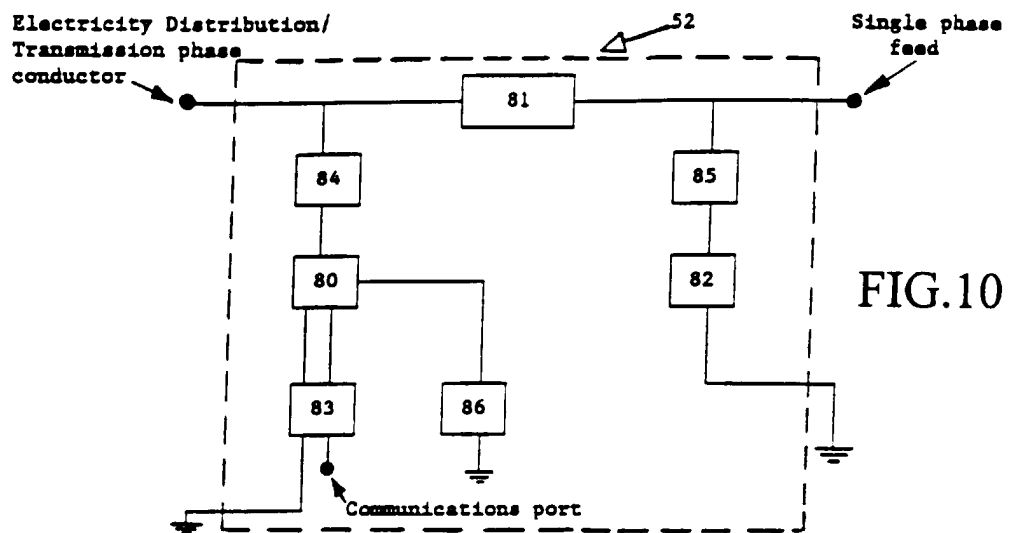 Electricity Distribution/
Transmission phase
conductor
52
Single phase
feed
81
84
85
80
82
FIG.10
83
86
Communications port